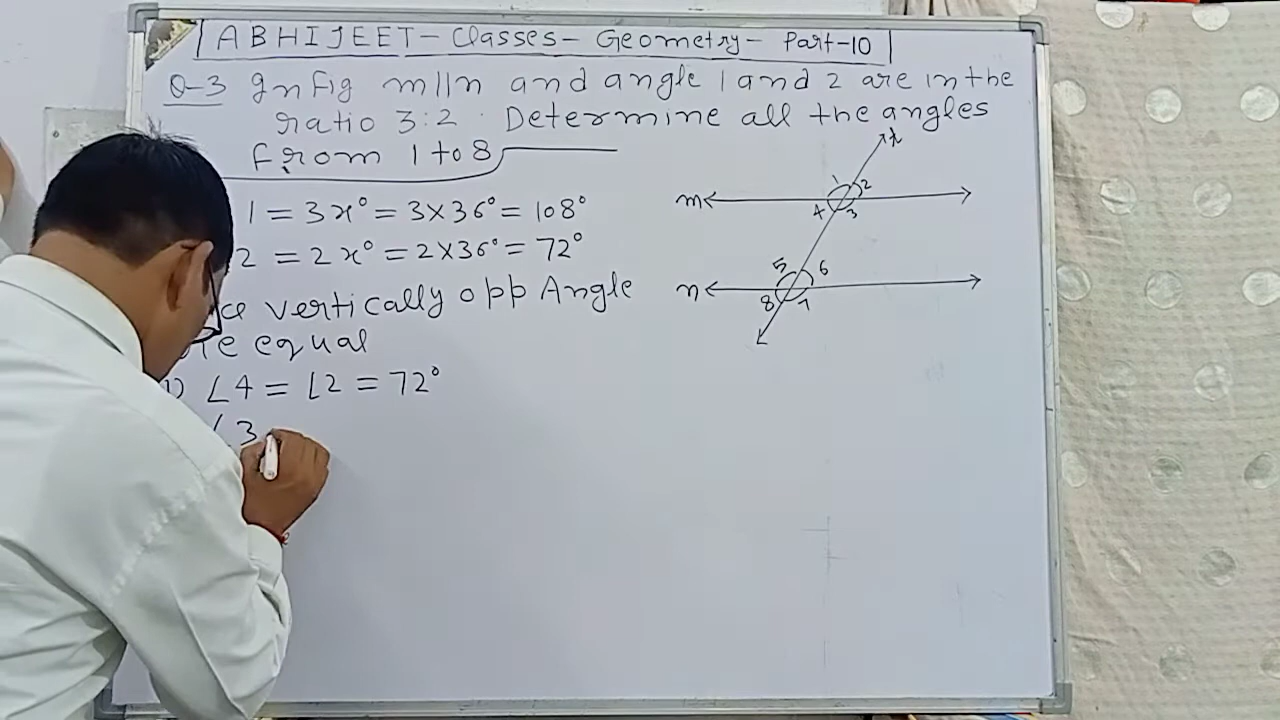 ABHIJEET - Classes - Geometry - Part-10
Q-3 In Fig m||n and angle 1 and 2 are in the
ratio 3:2. Determine all the angles
From 1 to 8
1 = 3x° = 3×36° = 108°
2 = 2x° = 2×36° = 72°
vertically opp Angle
equal
∠4 = ∠2 = 72°
∠3
t
m
1 2
4 3
n
5 6
8 7